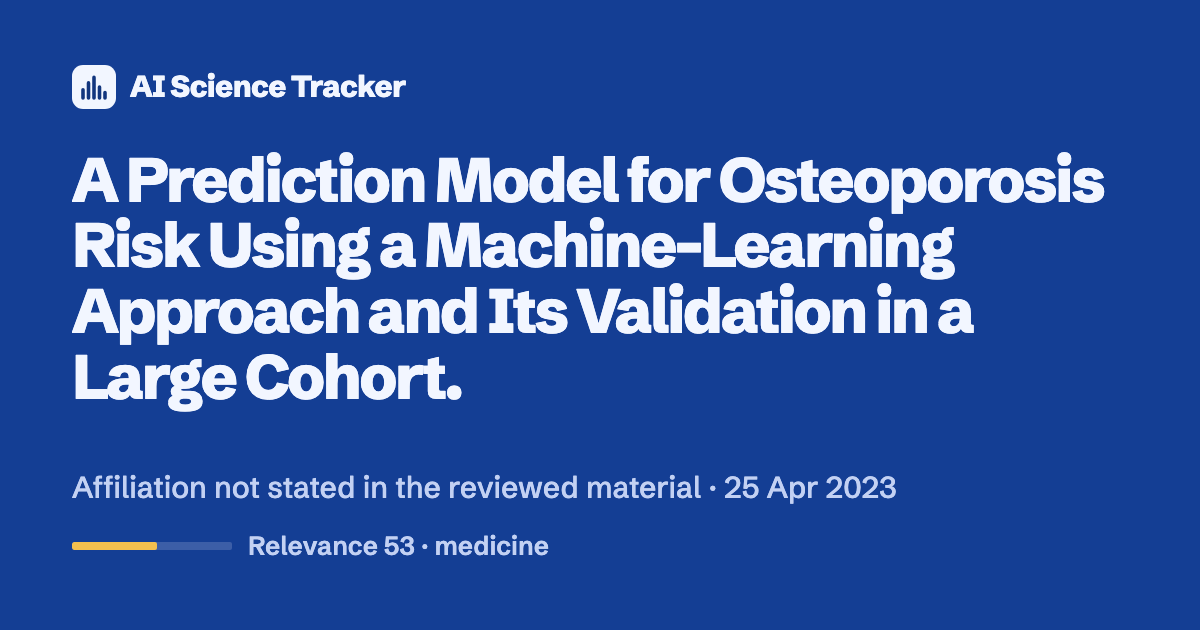 AI Science Tracker
A Prediction Model for Osteoporosis
Risk Using a Machine-Learning
Approach and Its Validation in a
Large Cohort.
Affiliation not stated in the reviewed material · 25 Apr 2023
Relevance 53 · medicine